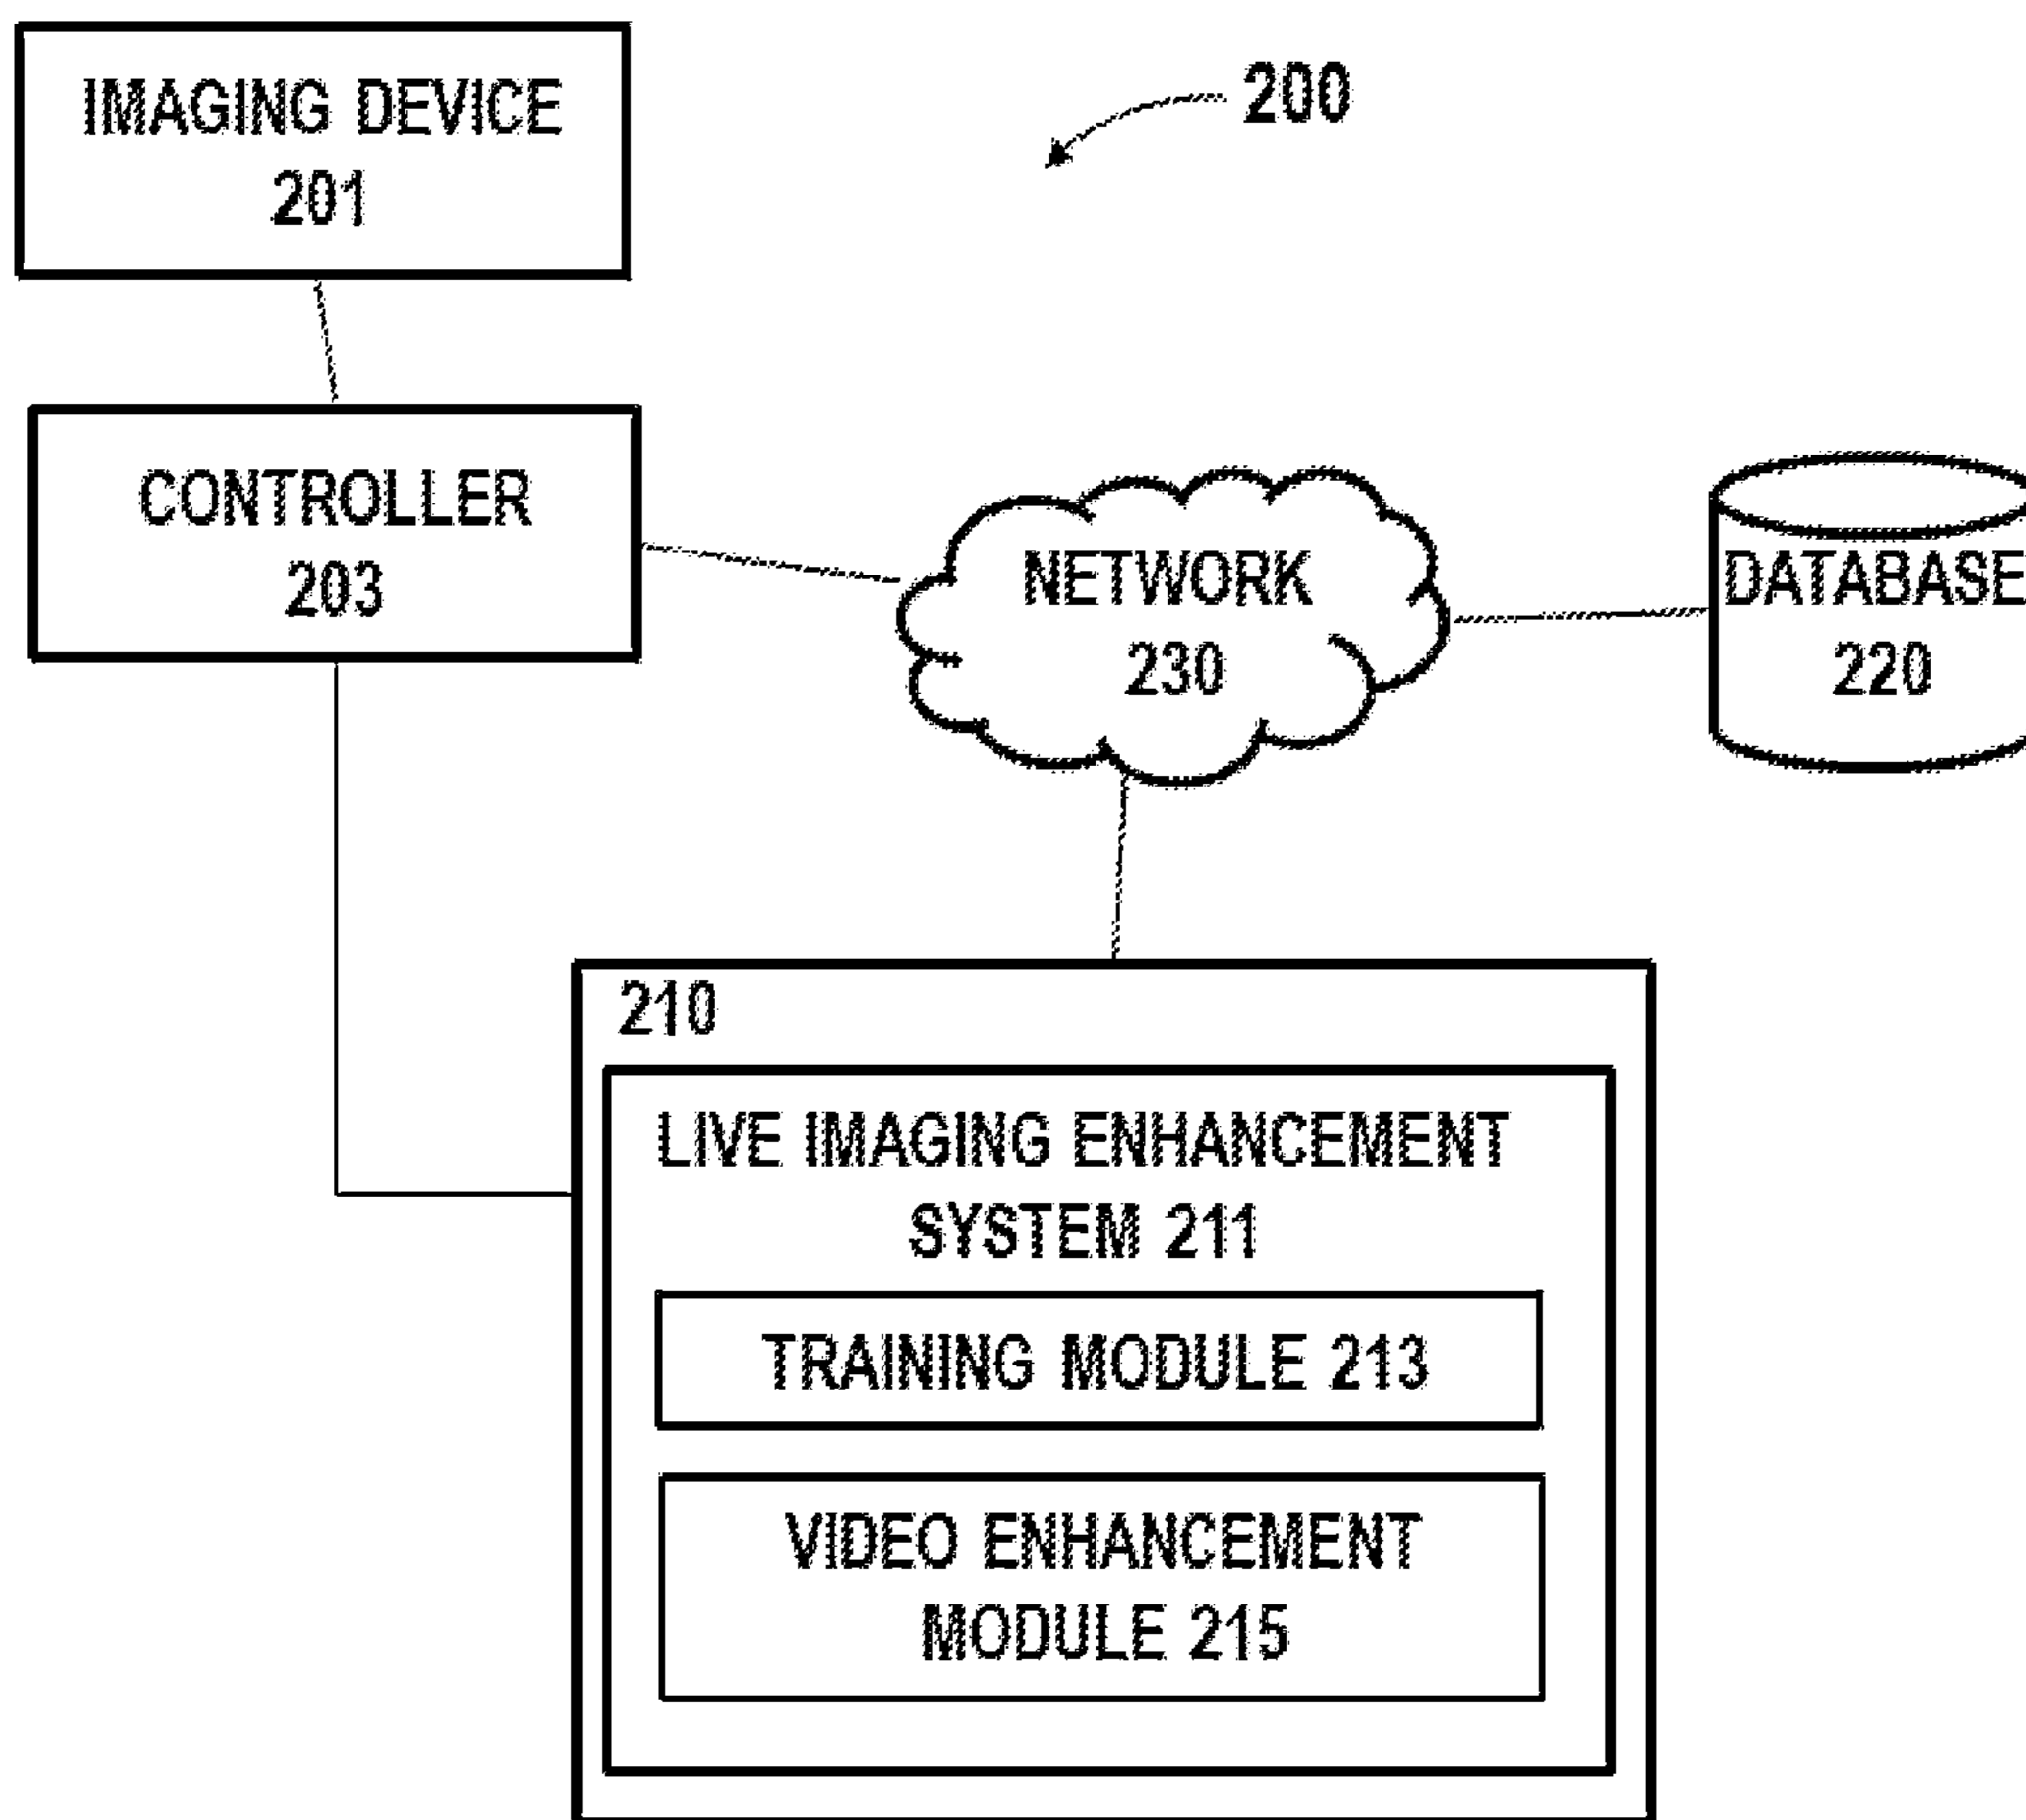 IMAGING DEVICE
201
200
CONTROLLER
203
NETWORK
230
DATABASE
220
210
LIVE IMAGING ENHANCEMENT
SYSTEM 211
TRAINING MODULE 213
VIDEO ENHANCEMENT
MODULE 215